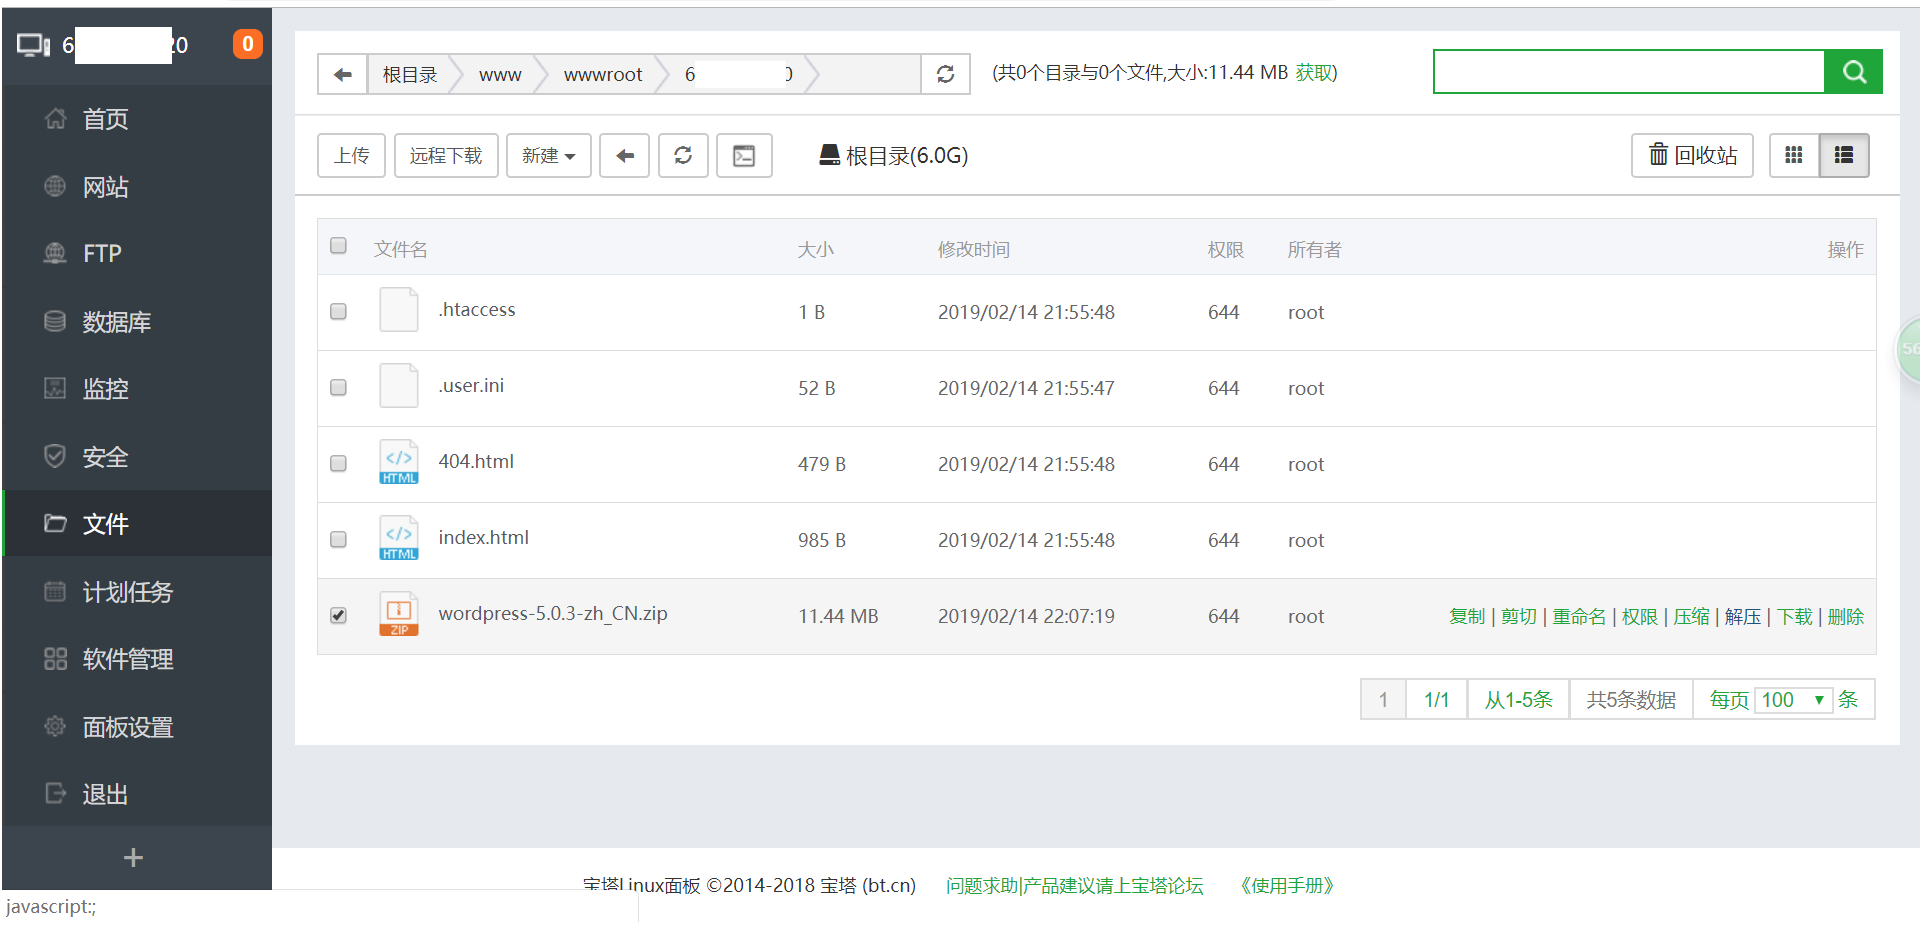 6 20 0
首页
网站
FTP
数据库
监控
安全
文件
计划任务
软件管理
面板设置
退出
+
根目录 www wwwroot 6 0 (共0个目录与0个文件,大小:11.44 MB 获取)
上传 远程下载 新建 根目录(6.0G) 回收站
文件名 大小 修改时间 权限 所有者 操作
.htaccess 1 B 2019/02/14 21:55:48 644 root
.user.ini 52 B 2019/02/14 21:55:47 644 root
404.html 479 B 2019/02/14 21:55:48 644 root
HTML
index.html 985 B 2019/02/14 21:55:48 644 root
HTML
wordpress-5.0.3-zh_CN.zip 11.44 MB 2019/02/14 22:07:19 644 root 复制 | 剪切 | 重命名 | 权限 | 压缩 | 解压 | 下载 | 删除
ZIP
1 1/1 从1-5条 共5条数据 每页 100 条
56
宝塔Linux面板 ©2014-2018 宝塔 (bt.cn) 问题求助|产品建议请上宝塔论坛 《使用手册》
javascript:;